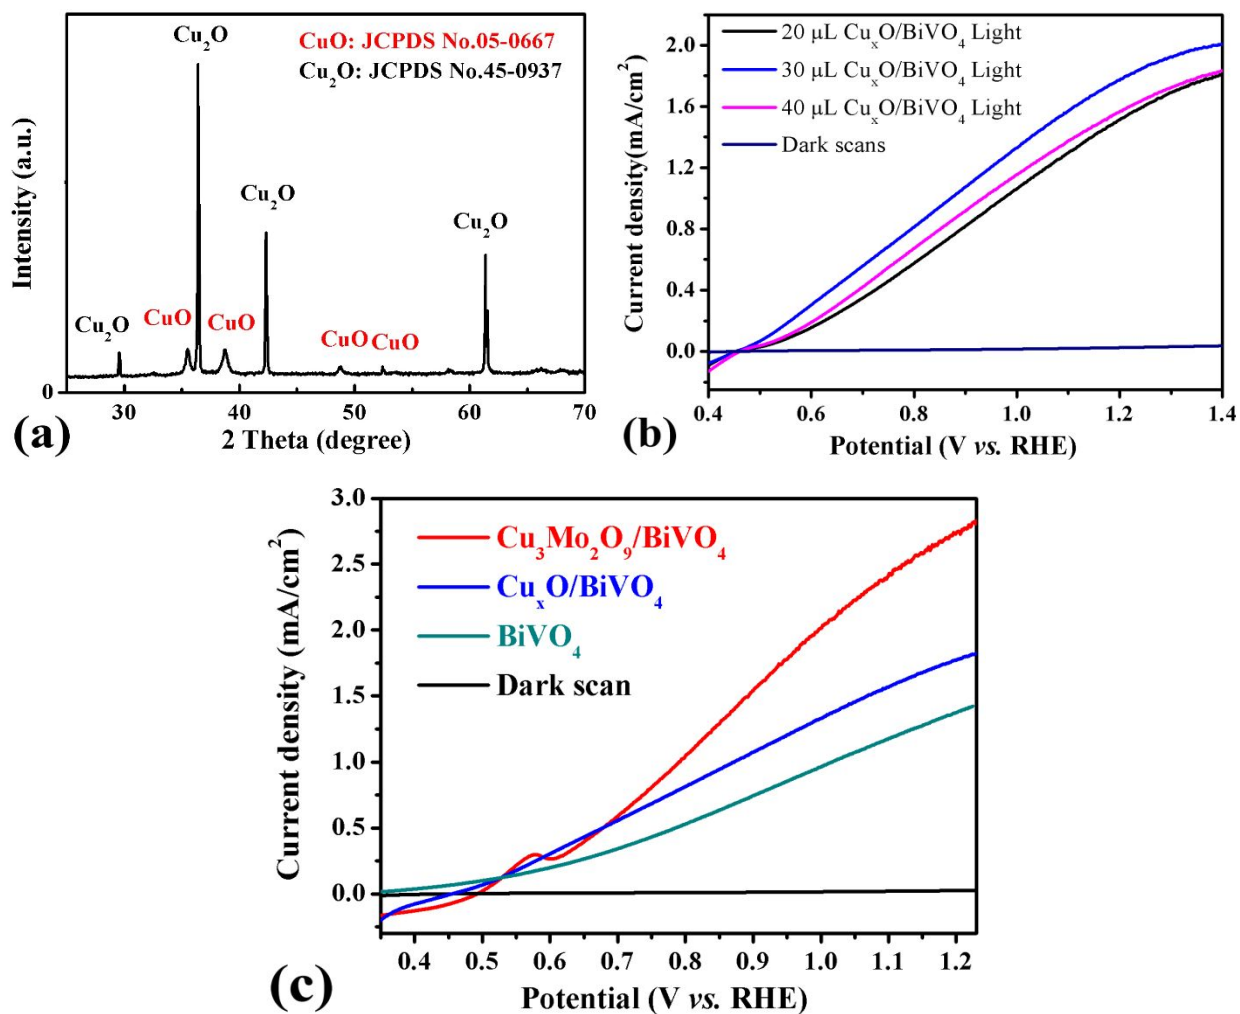 Cu₂O
CuO: JCPDS No.05-0667
Cu₂O: JCPDS No.45-0937
Cu₂O
Cu₂O
Cu₂O
CuO
CuO
CuO
CuO
Intensity (a.u.)
0
30
40
50
60
70
2 Theta (degree)
(a)
20 μL CuₓO/BiVO₄ Light
30 μL CuₓO/BiVO₄ Light
40 μL CuₓO/BiVO₄ Light
Dark scans
Current density(mA/cm²)
2.0
1.6
1.2
0.8
0.4
0.0
0.4
0.6
0.8
1.0
1.2
1.4
Potential (V vs. RHE)
(b)
Cu₃Mo₂O₉/BiVO₄
CuₓO/BiVO₄
BiVO₄
Dark scan
Current density (mA/cm²)
3.0
2.5
2.0
1.5
1.0
0.5
0.0
0.4
0.5
0.6
0.7
0.8
0.9
1.0
1.1
1.2
Potential (V vs. RHE)
(c)